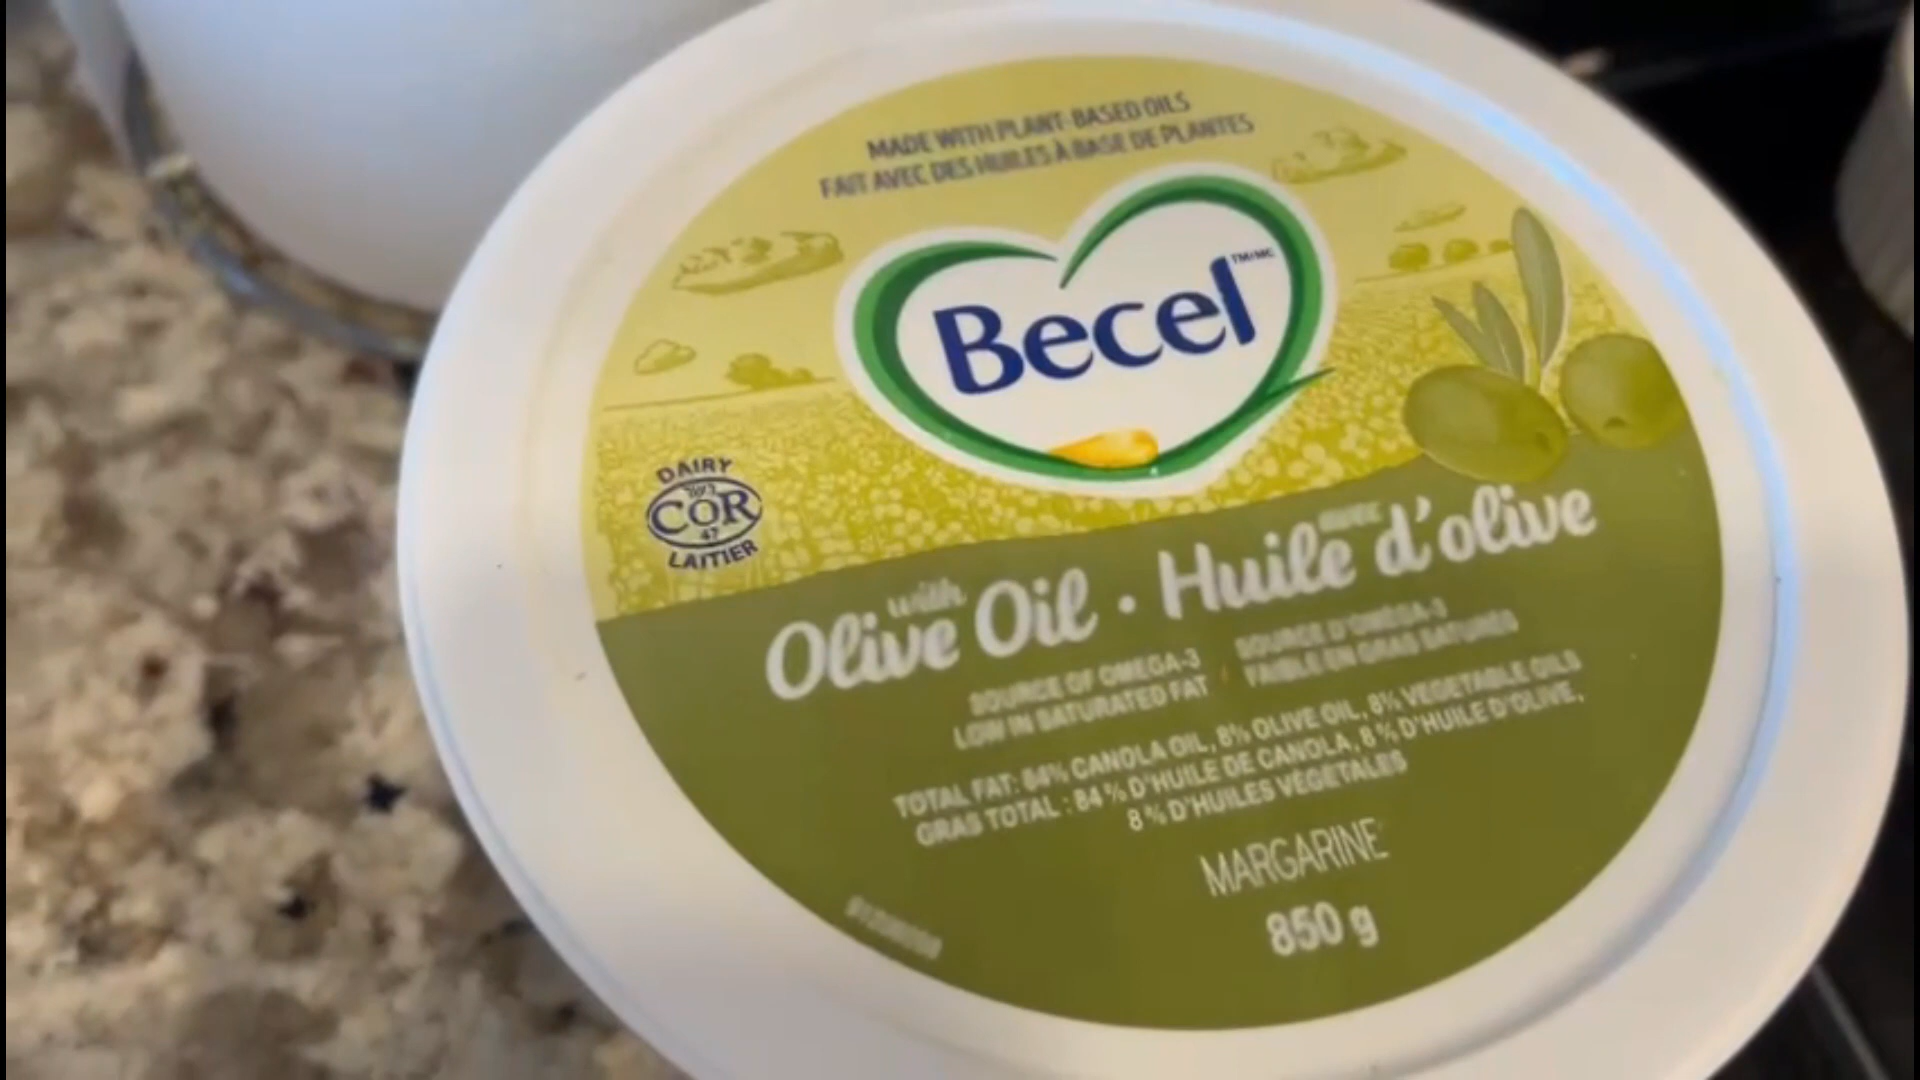 MADE WITH PLANT-BASED OILS
FAIT AVEC DES HUILES À BASE DE PLANTES
Becel TM/MC
DAIRY
COR
47
LAITIER
with
Olive Oil • Huile d'olive
SOURCE OF OMEGA-3
LOW IN SATURATED FAT
SOURCE D'OMÉGA-3
FAIBLE EN GRAS SATURÉS
TOTAL FAT: 84% CANOLA OIL, 8% OLIVE OIL, 8% VEGETABLE OILS
GRAS TOTAL : 84 % D'HUILE DE CANOLA, 8 % D'HUILE D'OLIVE,
8 % D'HUILES VÉGÉTALES
MARGARINE
850 g